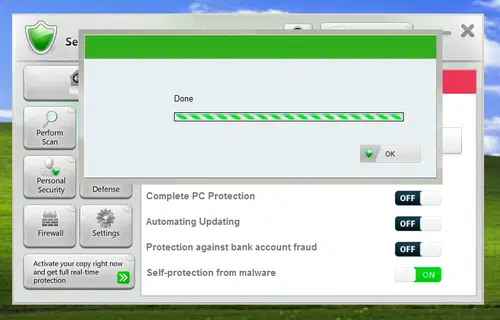 Se
Done
OK
Perform
Scan
Personal
Security
Defense
Firewall
Settings
Complete PC Protection
OFF
Automating Updating
OFF
Protection against bank account fraud
OFF
Self-protection from malware
ON
Activate your copy right now
and get full real-time
protection